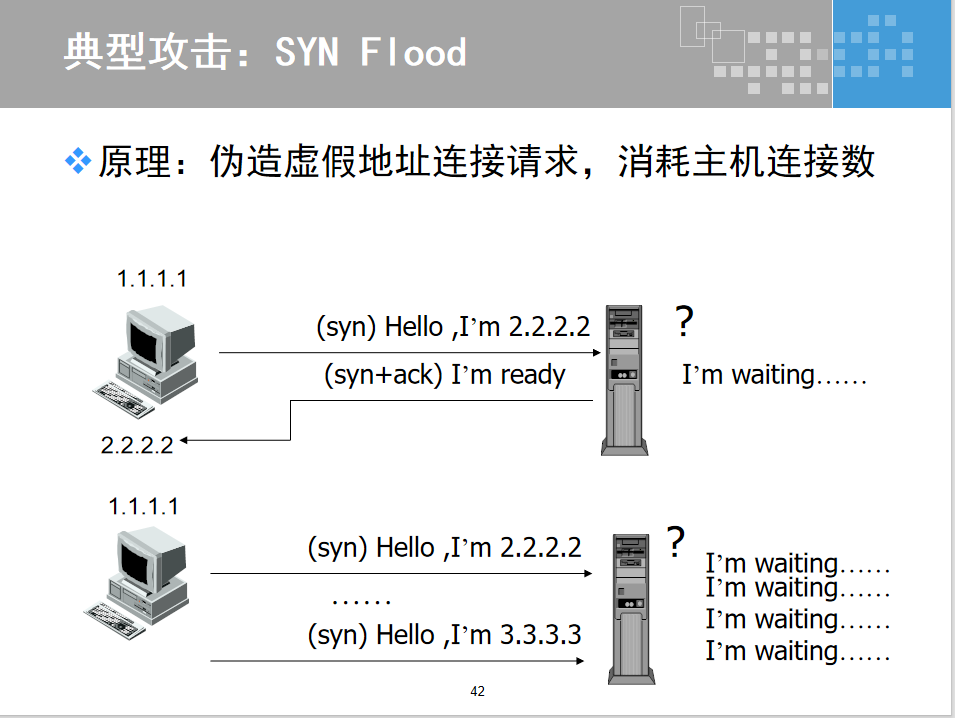 典型攻击：SYN Flood
原理：伪造虚假地址连接请求，消耗主机连接数
1.1.1.1
(syn) Hello ,I’m 2.2.2.2
?
(syn+ack) I’m ready
I’m waiting……
2.2.2.2
1.1.1.1
(syn) Hello ,I’m 2.2.2.2
?
I’m waiting……
I’m waiting……
……
I’m waiting……
(syn) Hello ,I’m 3.3.3.3
I’m waiting……
42